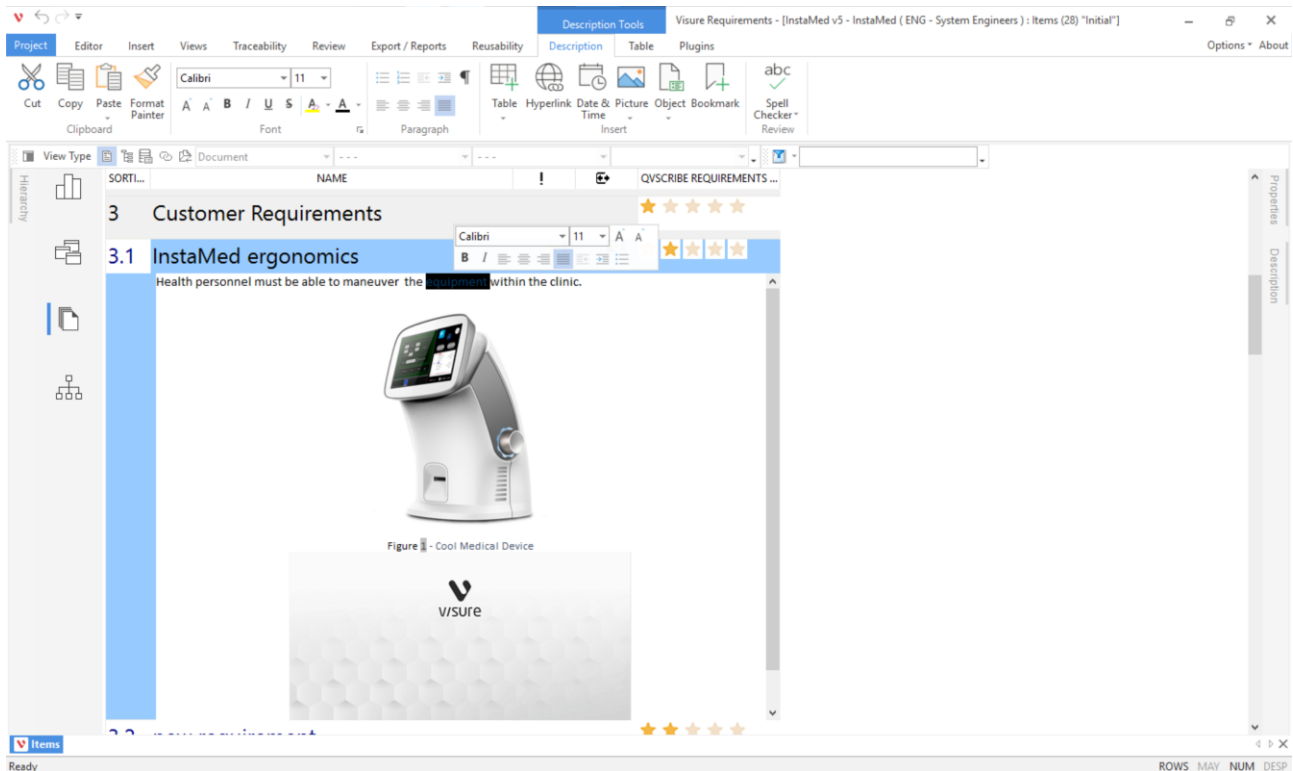 Description Tools
Visure Requirements - [InstaMed v5 - InstaMed ( ENG - System Engineers ) : Items (28) "Initial"]
Project Editor Insert Views Traceability Review Export / Reports Reusability Description Table Plugins Options About
Calibri 11
abc
Cut Copy Paste Format Painter
A A B I U S A A
Table Hyperlink Date & Time Picture Object Bookmark Spell Checker
Clipboard Font Paragraph Insert Review
View Type Document - - - - - -
Hierarchy
SORTI... NAME ! QVSCRIBE REQUIREMENTS ...
Properties
Description
3 Customer Requirements
Calibri 11 A A
B I
3.1 InstaMed ergonomics
Health personnel must be able to maneuver the equipment within the clinic.
Figure 1 - Cool Medical Device
visure
Items
Ready
ROWS MAY NUM DESP